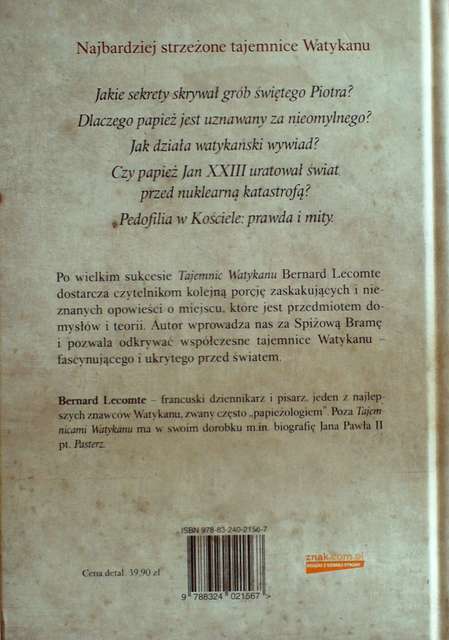 Najbardziej strzeżone tajemnice Watykanu
Jakie sekrety skrywał grób świętego Piotra?
Dlaczego papież jest uznawany za nieomylnego?
Jak działa watykański wywiad?
Czy papież Jan XXIII uratował świat
przed nuklearną katastrofą?
Pedofilia w Kościele: prawda i mity.
Po wielkim sukcesie Tajemnic Watykanu Bernard Lecomte
dostarcza czytelnikom kolejną porcję zaskakujących i nie-
znanych opowieści o miejscu, które jest przedmiotem do-
mysłów i teorii. Autor wprowadza nas za Spiżową Bramę
i pozwala odkrywać współczesne tajemnice Watykanu –
fascynującego i ukrytego przed światem.
Bernard Lecomte – francuski dziennikarz i pisarz, jeden z najlep-
szych znawców Watykanu, zwany często „papieżologiem". Poza Tajem
nicami Watykanu ma w swoim dorobku m.in. biografię Jana Pawła II
pt. Pasterz.
ISBN 978-83-240-2156-7
znak.com.pl
Cena detal. 39,90 zł
9 788324 021567 >